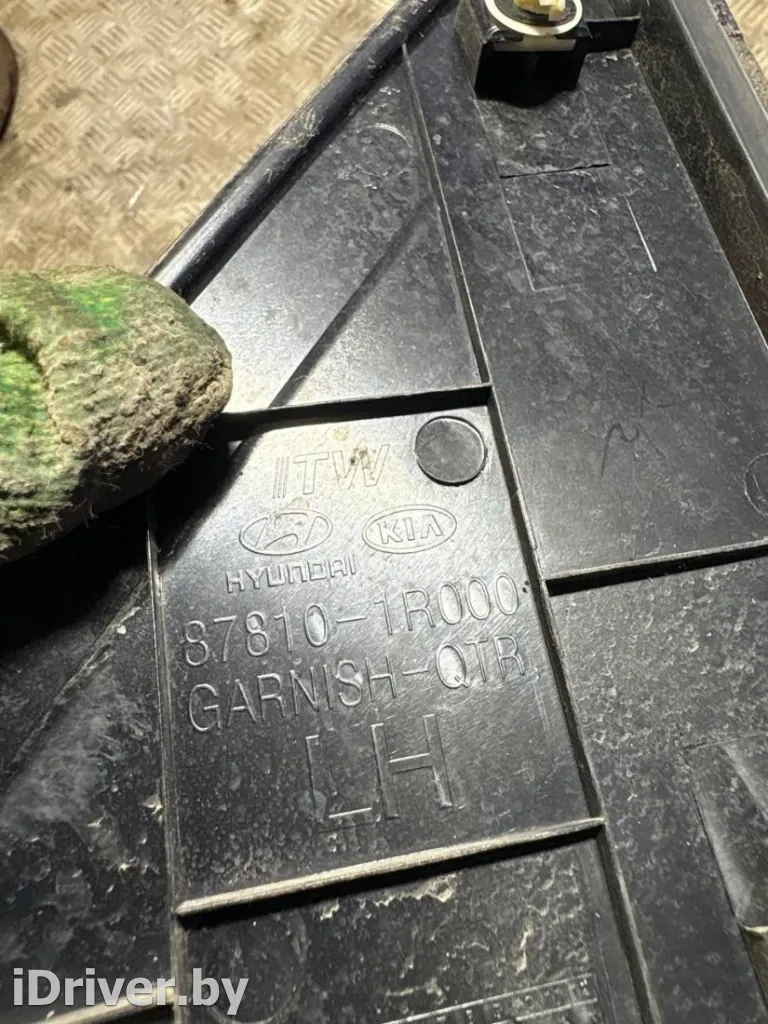 ITW
KIA
HYUNDAI
87810-1R000
GARNISH-QTR
LH
iDriver.by